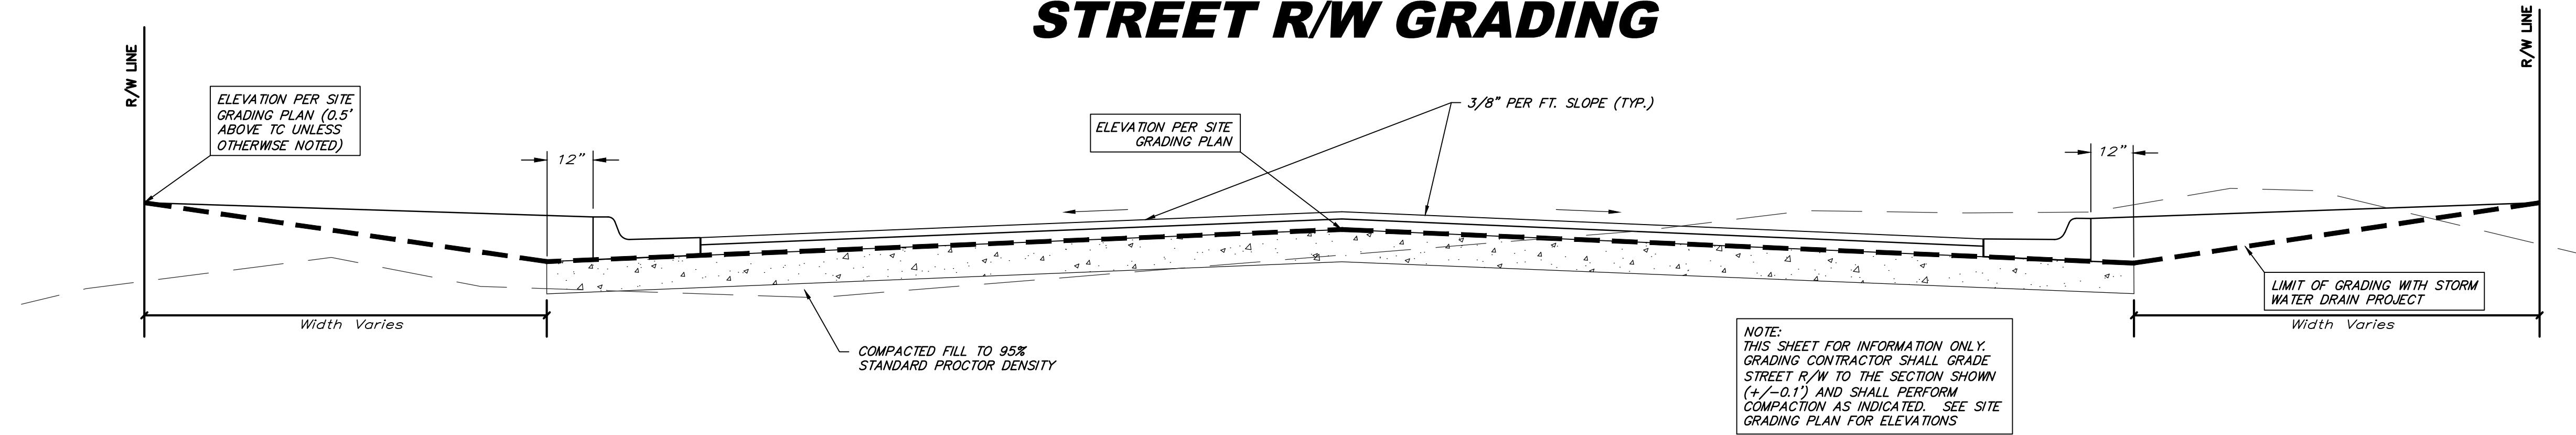 STREET R/W GRADING
R/W LINE
R/W LINE
ELEVATION PER SITE
GRADING PLAN (0.5'
ABOVE TC UNLESS
OTHERWISE NOTED)
12"
ELEVATION PER SITE
GRADING PLAN
3/8" PER FT. SLOPE (TYP.)
12"
Width Varies
COMPACTED FILL TO 95%
STANDARD PROCTOR DENSITY
LIMIT OF GRADING WITH STORM
WATER DRAIN PROJECT
Width Varies
NOTE:
THIS SHEET FOR INFORMATION ONLY.
GRADING CONTRACTOR SHALL GRADE
STREET R/W TO THE SECTION SHOWN
(+/-0.1') AND SHALL PERFORM
COMPACTION AS INDICATED. SEE SITE
GRADING PLAN FOR ELEVATIONS